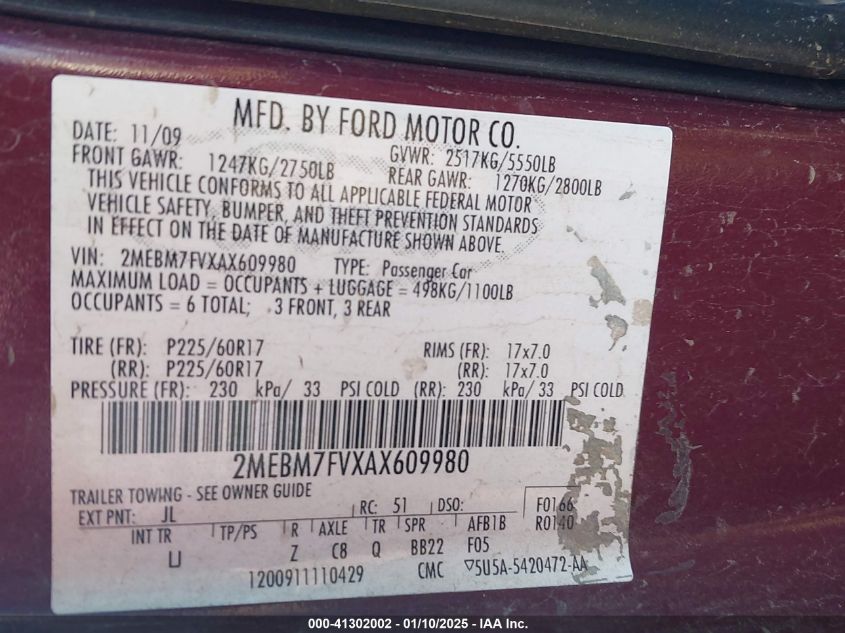 MFD. BY FORD MOTOR CO.
DATE: 11/09 GVWR: 2517KG/5550LB
FRONT GAWR: 1247KG/2750LB REAR GAWR: 1270KG/2800LB
THIS VEHICLE CONFORMS TO ALL APPLICABLE FEDERAL MOTOR
VEHICLE SAFETY, BUMPER, AND THEFT PREVENTION STANDARDS
IN EFFECT ON THE DATE OF MANUFACTURE SHOWN ABOVE.
VIN: 2MEBM7FVXAX609980 TYPE: Passenger Car
MAXIMUM LOAD = OCCUPANTS + LUGGAGE = 498KG/1100LB
OCCUPANTS = 6 TOTAL; 3 FRONT, 3 REAR
TIRE (FR): P225/60R17 RIMS (FR): 17x7.0
(RR): P225/60R17 (RR): 17x7.0
PRESSURE (FR): 230 kPa/ 33 PSI COLD (RR): 230 kPa/ 33 PSI COLD
2MEBM7FVXAX609980
TRAILER TOWING - SEE OWNER GUIDE
EXT PNT: JL RC: 51 DSO: F0166
INT TR TP/PS R AXLE TR SPR AFB1B R0140
LJ Z C8 Q BB22 F05
1200911110429 CMC ▽5U5A-5420472-AA
000-41302002 - 01/10/2025 - IAA Inc.